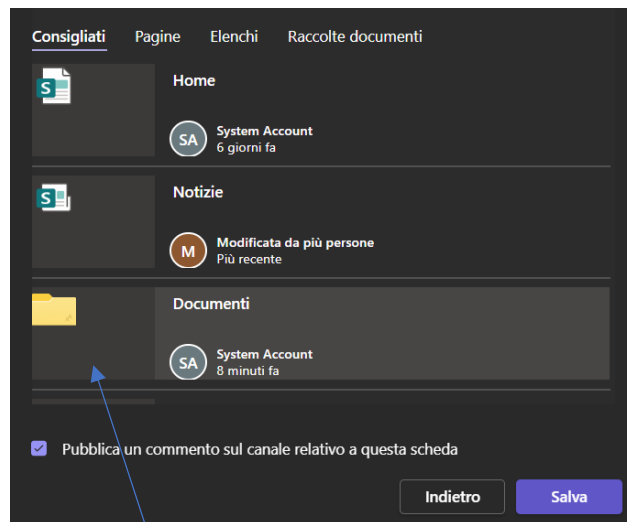 Consigliati Pagine Elenchi Raccolte documenti
S
Home
SA
System Account
6 giorni fa
S
Notizie
M
Modificata da più persone
Più recente
Documenti
SA
System Account
8 minuti fa
Pubblica un commento sul canale relativo a questa scheda
Indietro Salva